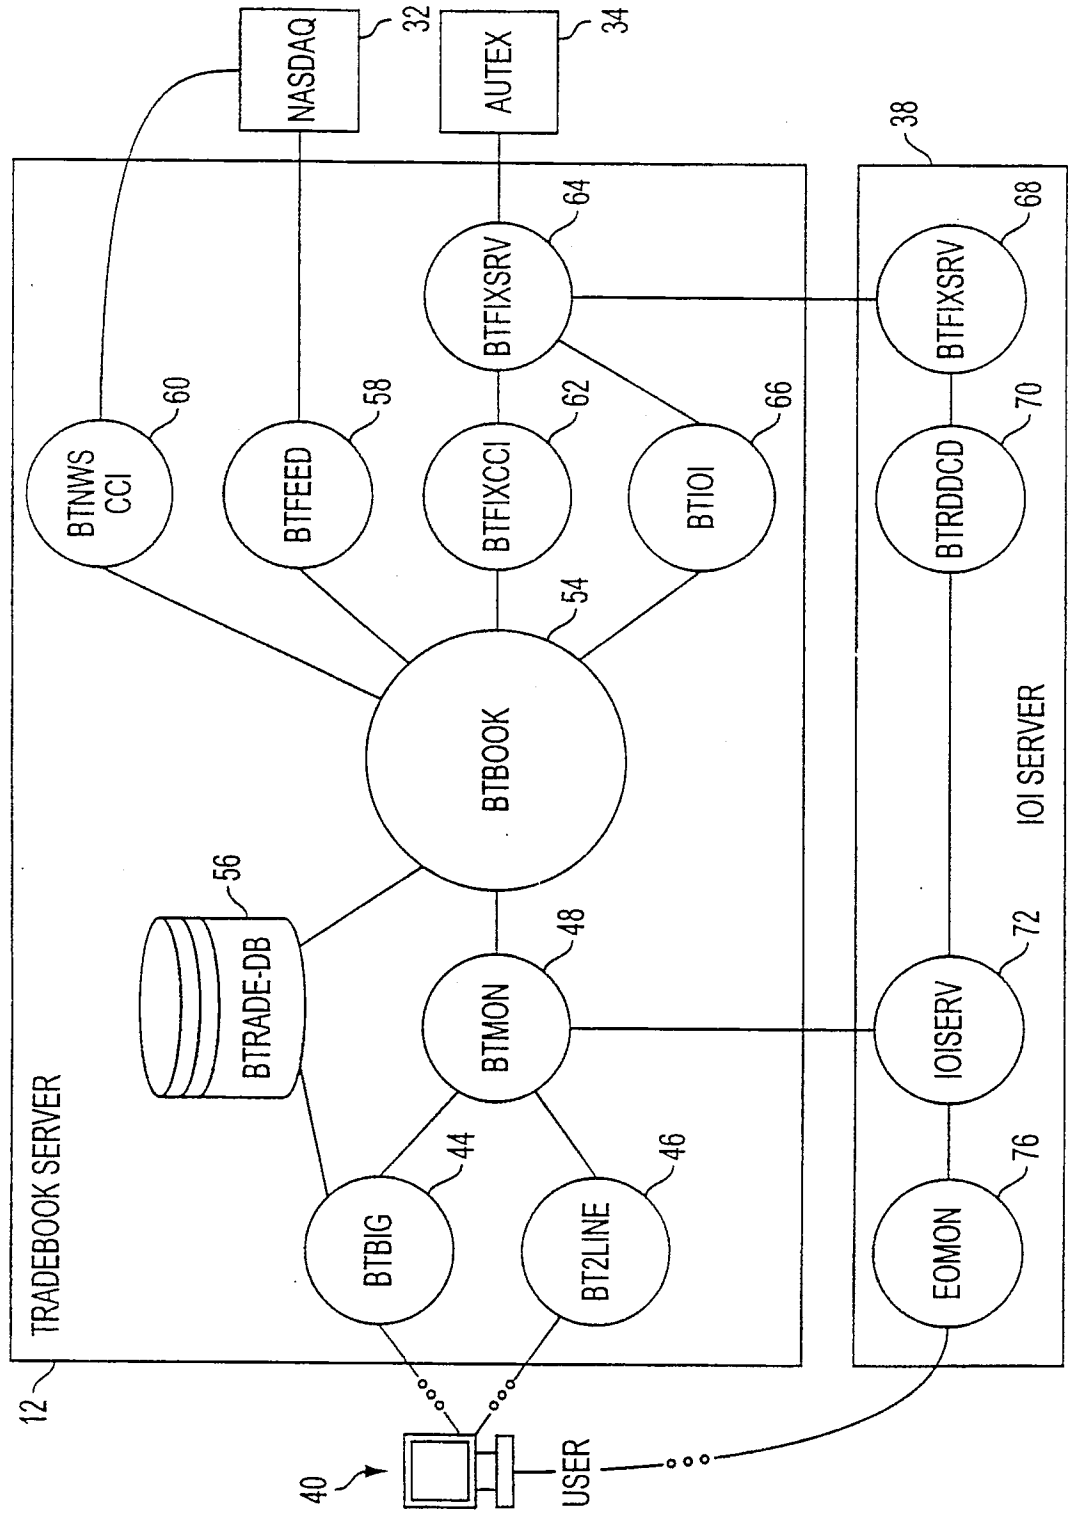 TRADEBOOK SERVER
12
40
USER
BTBIG
44
BT2LINE
46
BTRADE-DB
56
BTMON
48
BTBOOK
54
BTNWS
CCI
60
BTFEED
58
BTFIXCCI
62
BTIOI
66
BTFIXSRV
64
NASDAQ
32
AUTEX
34
38
EOMON
76
IOISERV
72
BTRDDCD
70
BTFIXSRV
68
IOI SERVER